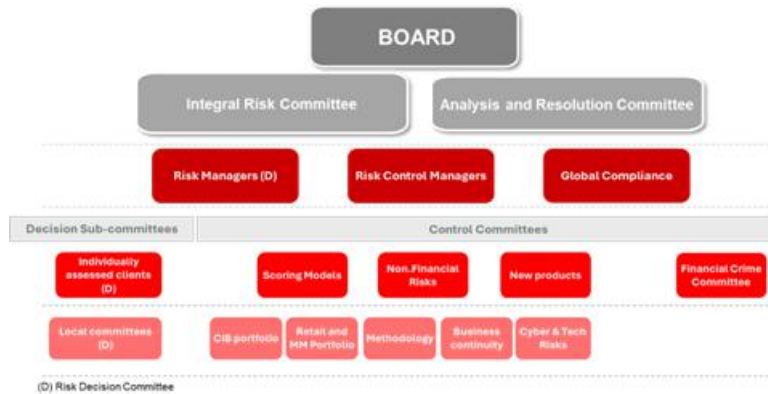 BOARD
Integral Risk Committee
Analysis and Resolution Committee
Risk Managers (D)
Risk Control Managers
Global Compliance
Decision Sub-committees
Control Committees
Individually
assessed clients
(D)
Scoring Models
Non.Financial
Risks
New products
Financial Crime
Committee
Local committees
(D)
CIB portfolio
Retail and
MM Portfolio
Methodology
Business
continuity
Cyber & Tech
Risks
(D) Risk Decision Committee